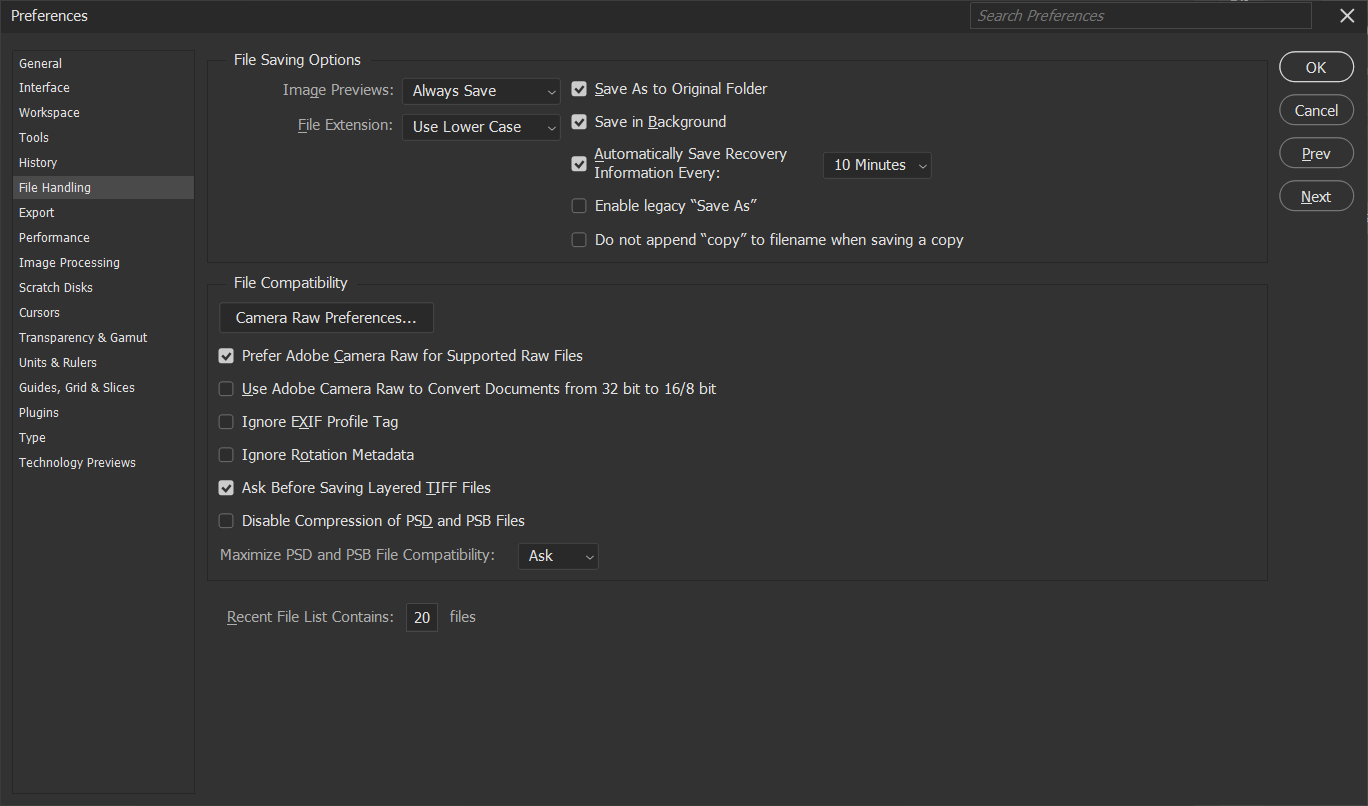 Preferences
Search Preferences
General
Interface
Workspace
Tools
History
File Handling
Export
Performance
Image Processing
Scratch Disks
Cursors
Transparency & Gamut
Units & Rulers
Guides, Grid & Slices
Plugins
Type
Technology Previews
File Saving Options
Image Previews: Always Save
File Extension: Use Lower Case
Save As to Original Folder
Save in Background
Automatically Save Recovery
Information Every: 10 Minutes
Enable legacy “Save As”
Do not append “copy” to filename when saving a copy
File Compatibility
Camera Raw Preferences...
Prefer Adobe Camera Raw for Supported Raw Files
Use Adobe Camera Raw to Convert Documents from 32 bit to 16/8 bit
Ignore EXIF Profile Tag
Ignore Rotation Metadata
Ask Before Saving Layered TIFF Files
Disable Compression of PSD and PSB Files
Maximize PSD and PSB File Compatibility: Ask
Recent File List Contains: 20 files
OK
Cancel
Prev
Next